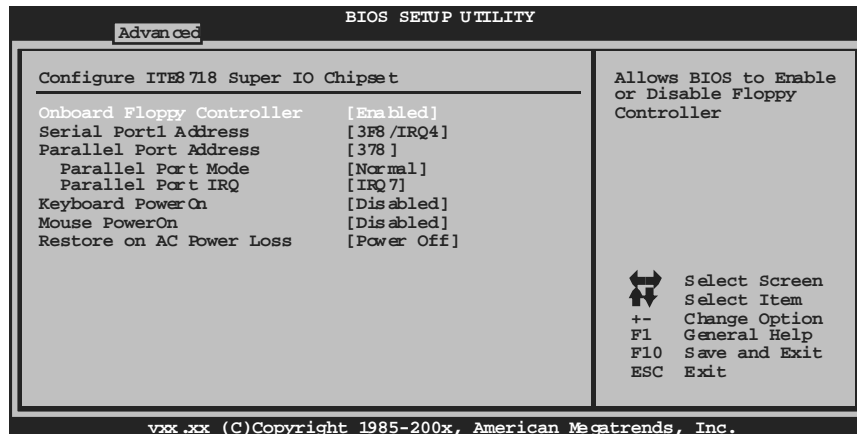 BIOS SETUP UTILITY
Advanced
Configure ITE8718 Super IO Chipset
Onboard Floppy Controller [Enabled]
Serial Port1 Address [3F8/IRQ4]
Parallel Port Address [378]
Parallel Port Mode [Normal]
Parallel Port IRQ [IRQ7]
Keyboard PowerOn [Disabled]
Mouse PowerOn [Disabled]
Restore on AC Power Loss [Power Off]
Allows BIOS to Enable
or Disable Floppy
Controller
Select Screen
Select Item
+- Change Option
F1 General Help
F10 Save and Exit
ESC Exit
vxx.xx (C)Copyright 1985-200x, American Megatrends, Inc.